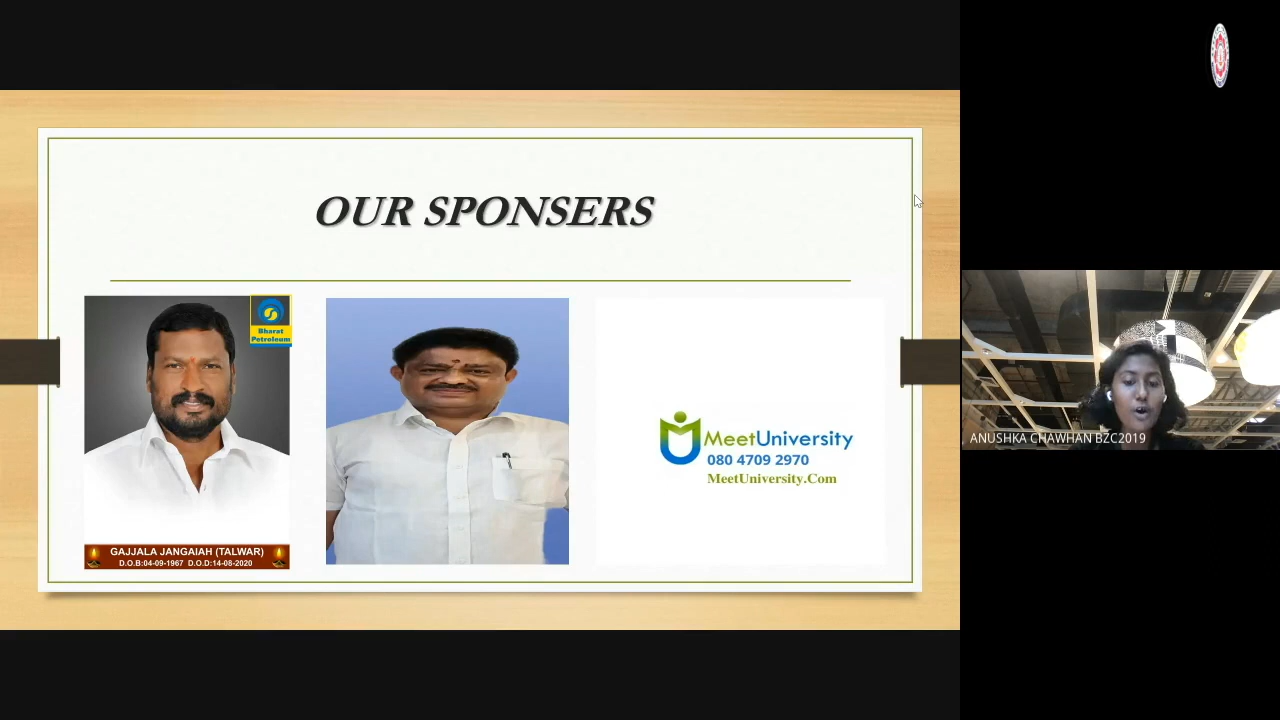 OUR SPONSERS
Bharat
Petroleum
GAJJALA JANGAIAH (TALWAR)
D.O.B:04-09-1967 D.O.D:14-08-2020
MeetUniversity
080 4709 2970
MeetUniversity.Com
ANUSHKA CHAWHAN BZC2019